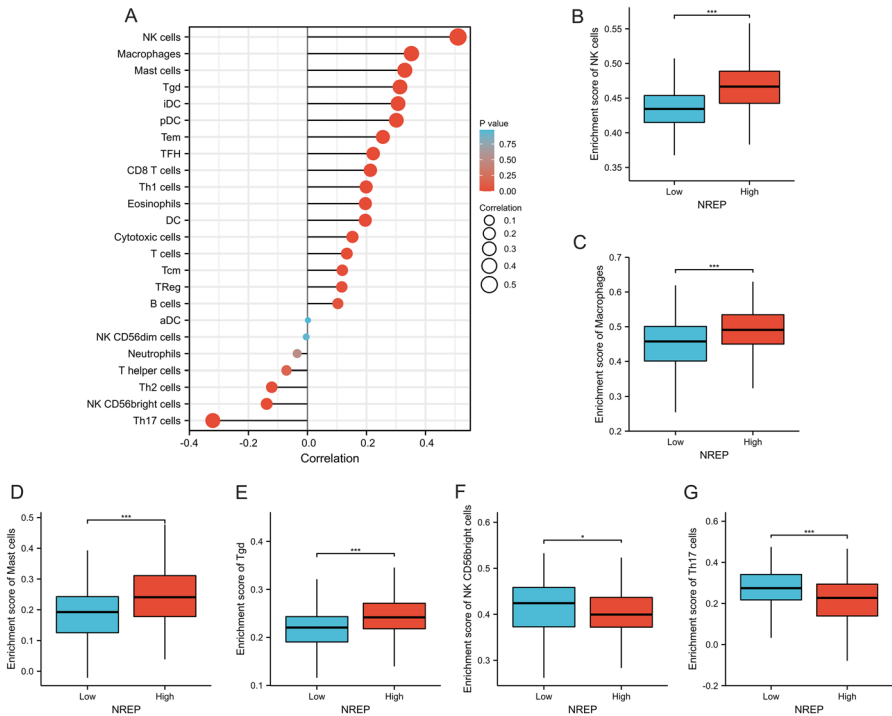 A
NK cells
Macrophages
Mast cells
Tgd
iDC
pDC
Tem
TFH
CD8 T cells
Th1 cells
Eosinophils
DC
Cytotoxic cells
T cells
Tcm
TReg
B cells
aDC
NK CD56dim cells
Neutrophils
T helper cells
Th2 cells
NK CD56bright cells
Th17 cells
-0.4 -0.2 0.0 0.2 0.4
Correlation
P value
0.75
0.50
0.25
0.00
Correlation
0.1
0.2
0.3
0.4
0.5
B
Enrichment score of NK cells
0.55
0.50
0.45
0.40
0.35
***
Low High
NREP
C
Enrichment score of Macrophages
0.7
0.6
0.5
0.4
0.3
0.2
***
Low High
NREP
D
Enrichment score of Mast cells
0.5
0.4
0.3
0.2
0.1
0.0
***
Low High
NREP
E
Enrichment score of Tgd
0.4
0.3
0.2
0.1
***
Low High
NREP
F
Enrichment score of NK CD56bright cells
0.6
0.5
0.4
0.3
*
Low High
NREP
G
Enrichment score of Th17 cells
0.6
0.4
0.2
0.0
-0.2
***
Low High
NREP